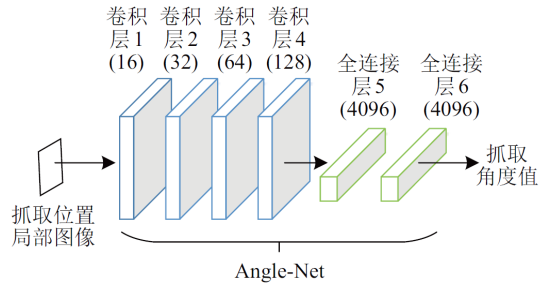 卷积
层1
(16)
卷积
层2
(32)
卷积
层3
(64)
卷积
层4
(128)
全连接
层5
(4096)
全连接
层6
(4096)
抓取位置
局部图像
抓取
角度值
Angle-Net